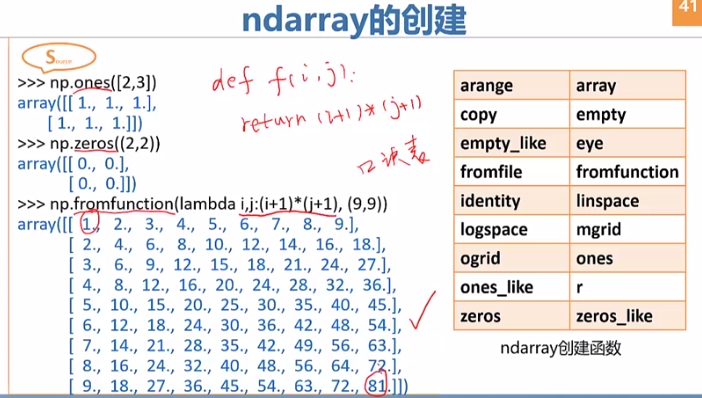 ndarray的创建
41
Source
>>> np.ones([2,3])
array([[ 1., 1., 1.],
[ 1., 1., 1.]])
>>> np.zeros((2,2))
array([[ 0., 0.],
[ 0., 0.]])
>>> np.fromfunction(lambda i,j:(i+1)*(j+1), (9,9))
array([[ 1., 2., 3., 4., 5., 6., 7., 8., 9.],
[ 2., 4., 6., 8., 10., 12., 14., 16., 18.],
[ 3., 6., 9., 12., 15., 18., 21., 24., 27.],
[ 4., 8., 12., 16., 20., 24., 28., 32., 36.],
[ 5., 10., 15., 20., 25., 30., 35., 40., 45.],
[ 6., 12., 18., 24., 30., 36., 42., 48., 54.],
[ 7., 14., 21., 28., 35., 42., 49., 56., 63.],
[ 8., 16., 24., 32., 40., 48., 56., 64., 72.],
[ 9., 18., 27., 36., 45., 54., 63., 72., 81.]])
def f(i,j):
return (i+1)*(j+1)
口诀表
arange array
copy empty
empty_like eye
fromfile fromfunction
identity linspace
logspace mgrid
ogrid ones
ones_like r
zeros zeros_like
ndarray创建函数